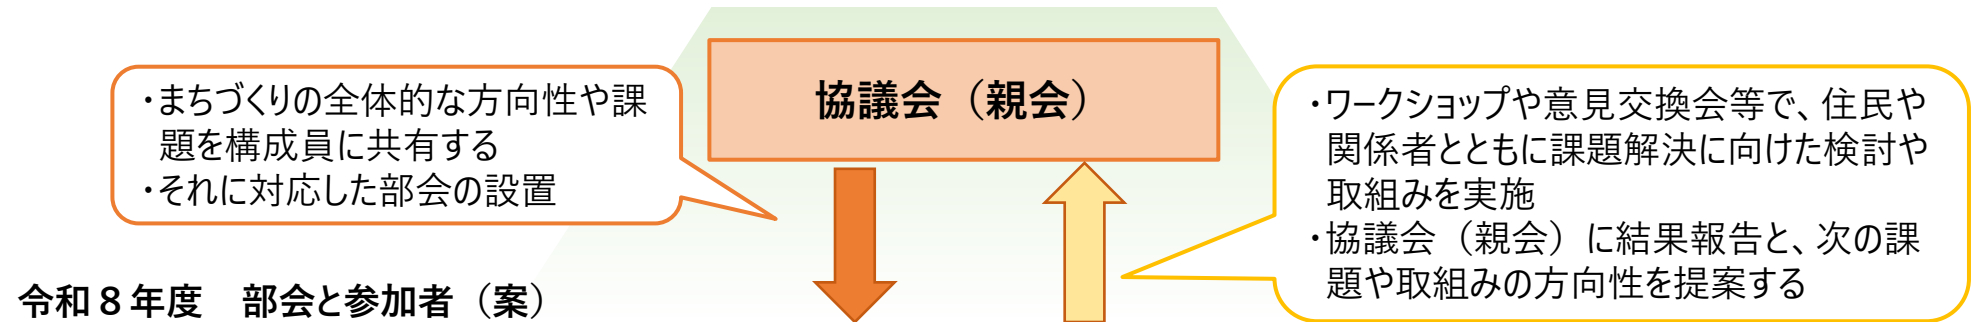 協議会（親会）
・まちづくりの全体的な方向性や課
題を構成員に共有する
・それに対応した部会の設置
・ワークショップや意見交換会等で、住民や
関係者とともに課題解決に向けた検討や
取組みを実施
・協議会（親会）に結果報告と、次の課
題や取組みの方向性を提案する
令和８年度　部会と参加者（案）